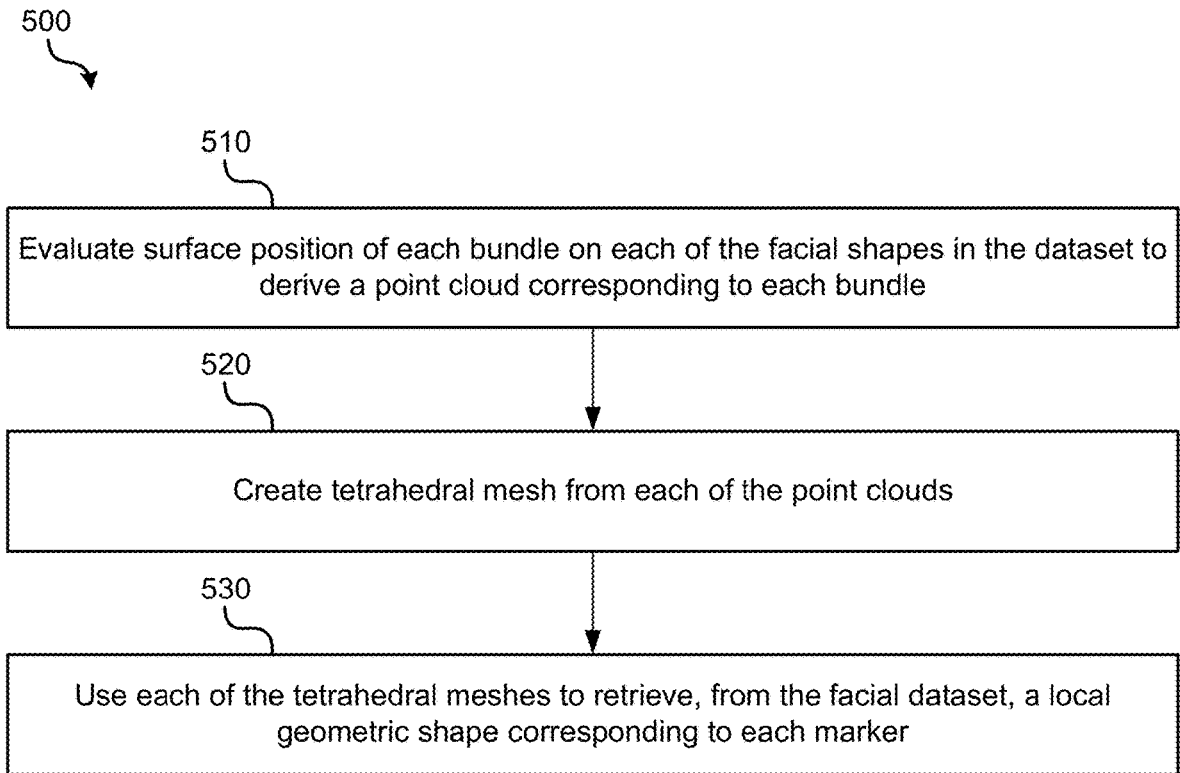 500
510
Evaluate surface position of each bundle on each of the facial shapes in the dataset to
derive a point cloud corresponding to each bundle
520
Create tetrahedral mesh from each of the point clouds
530
Use each of the tetrahedral meshes to retrieve, from the facial dataset, a local
geometric shape corresponding to each marker